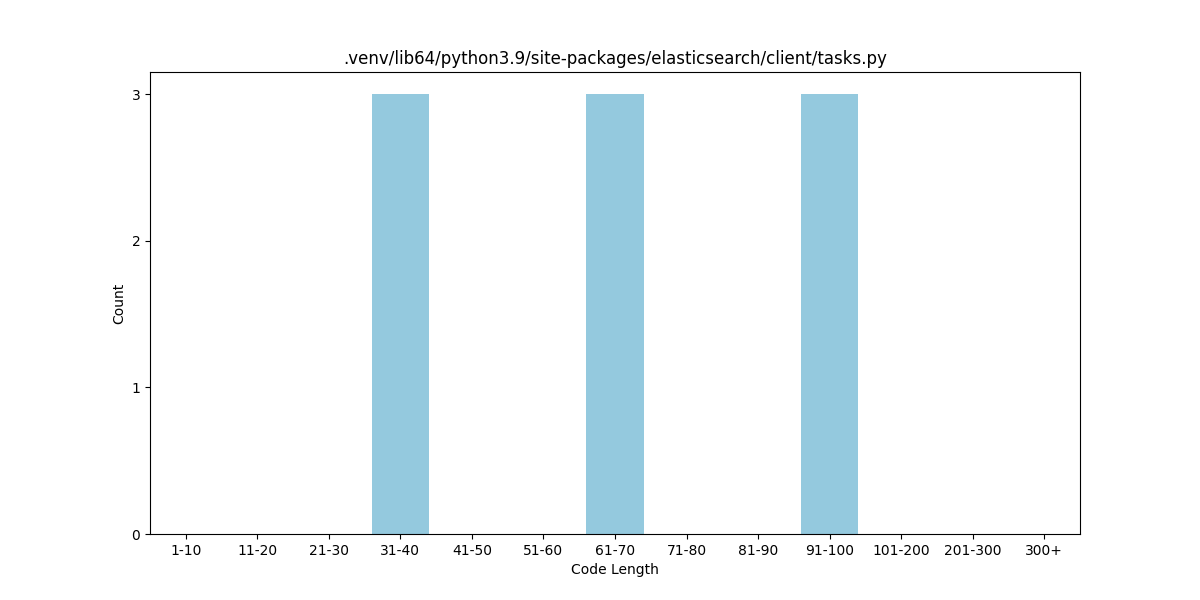 .venv/lib64/python3.9/site-packages/elasticsearch/client/tasks.py
3
2
1
0
Count
1-10 11-20 21-30 31-40 41-50 51-60 61-70 71-80 81-90 91-100 101-200 201-300 300+
Code Length